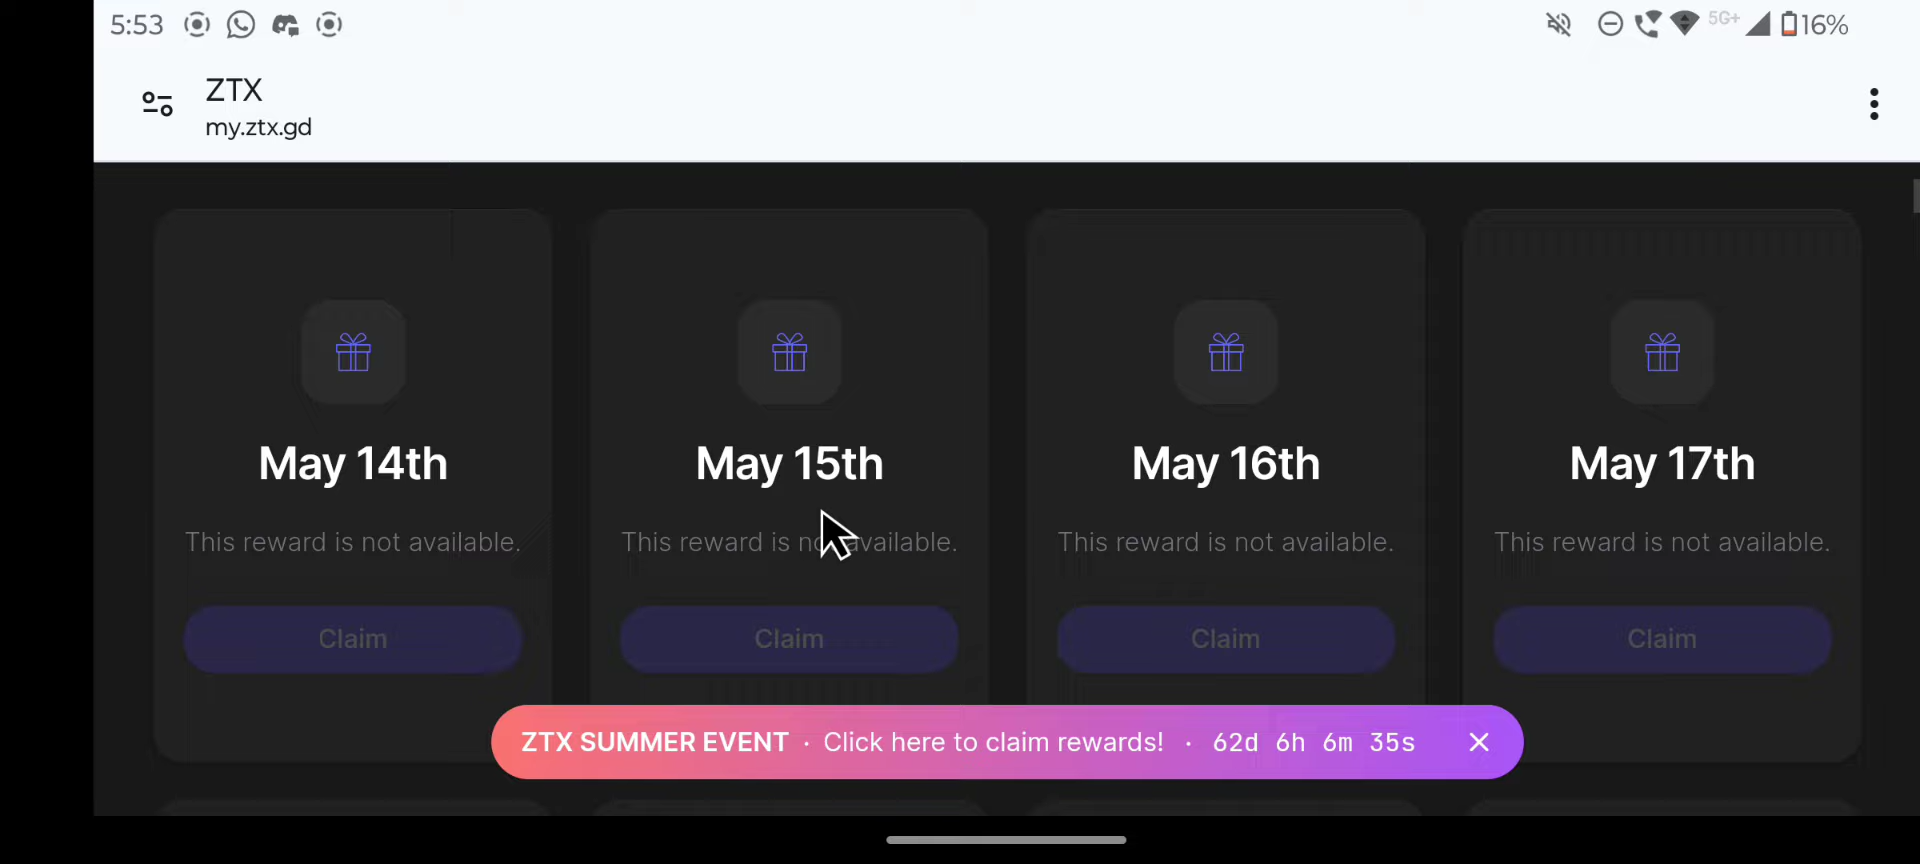 5:53 5G+ 16%
ZTX
my.ztx.gd
May 14th May 15th May 16th May 17th
This reward is not available. This reward is not available. This reward is not available. This reward is not available.
Claim Claim Claim Claim
ZTX SUMMER EVENT · Click here to claim rewards! · 62d 6h 6m 35s